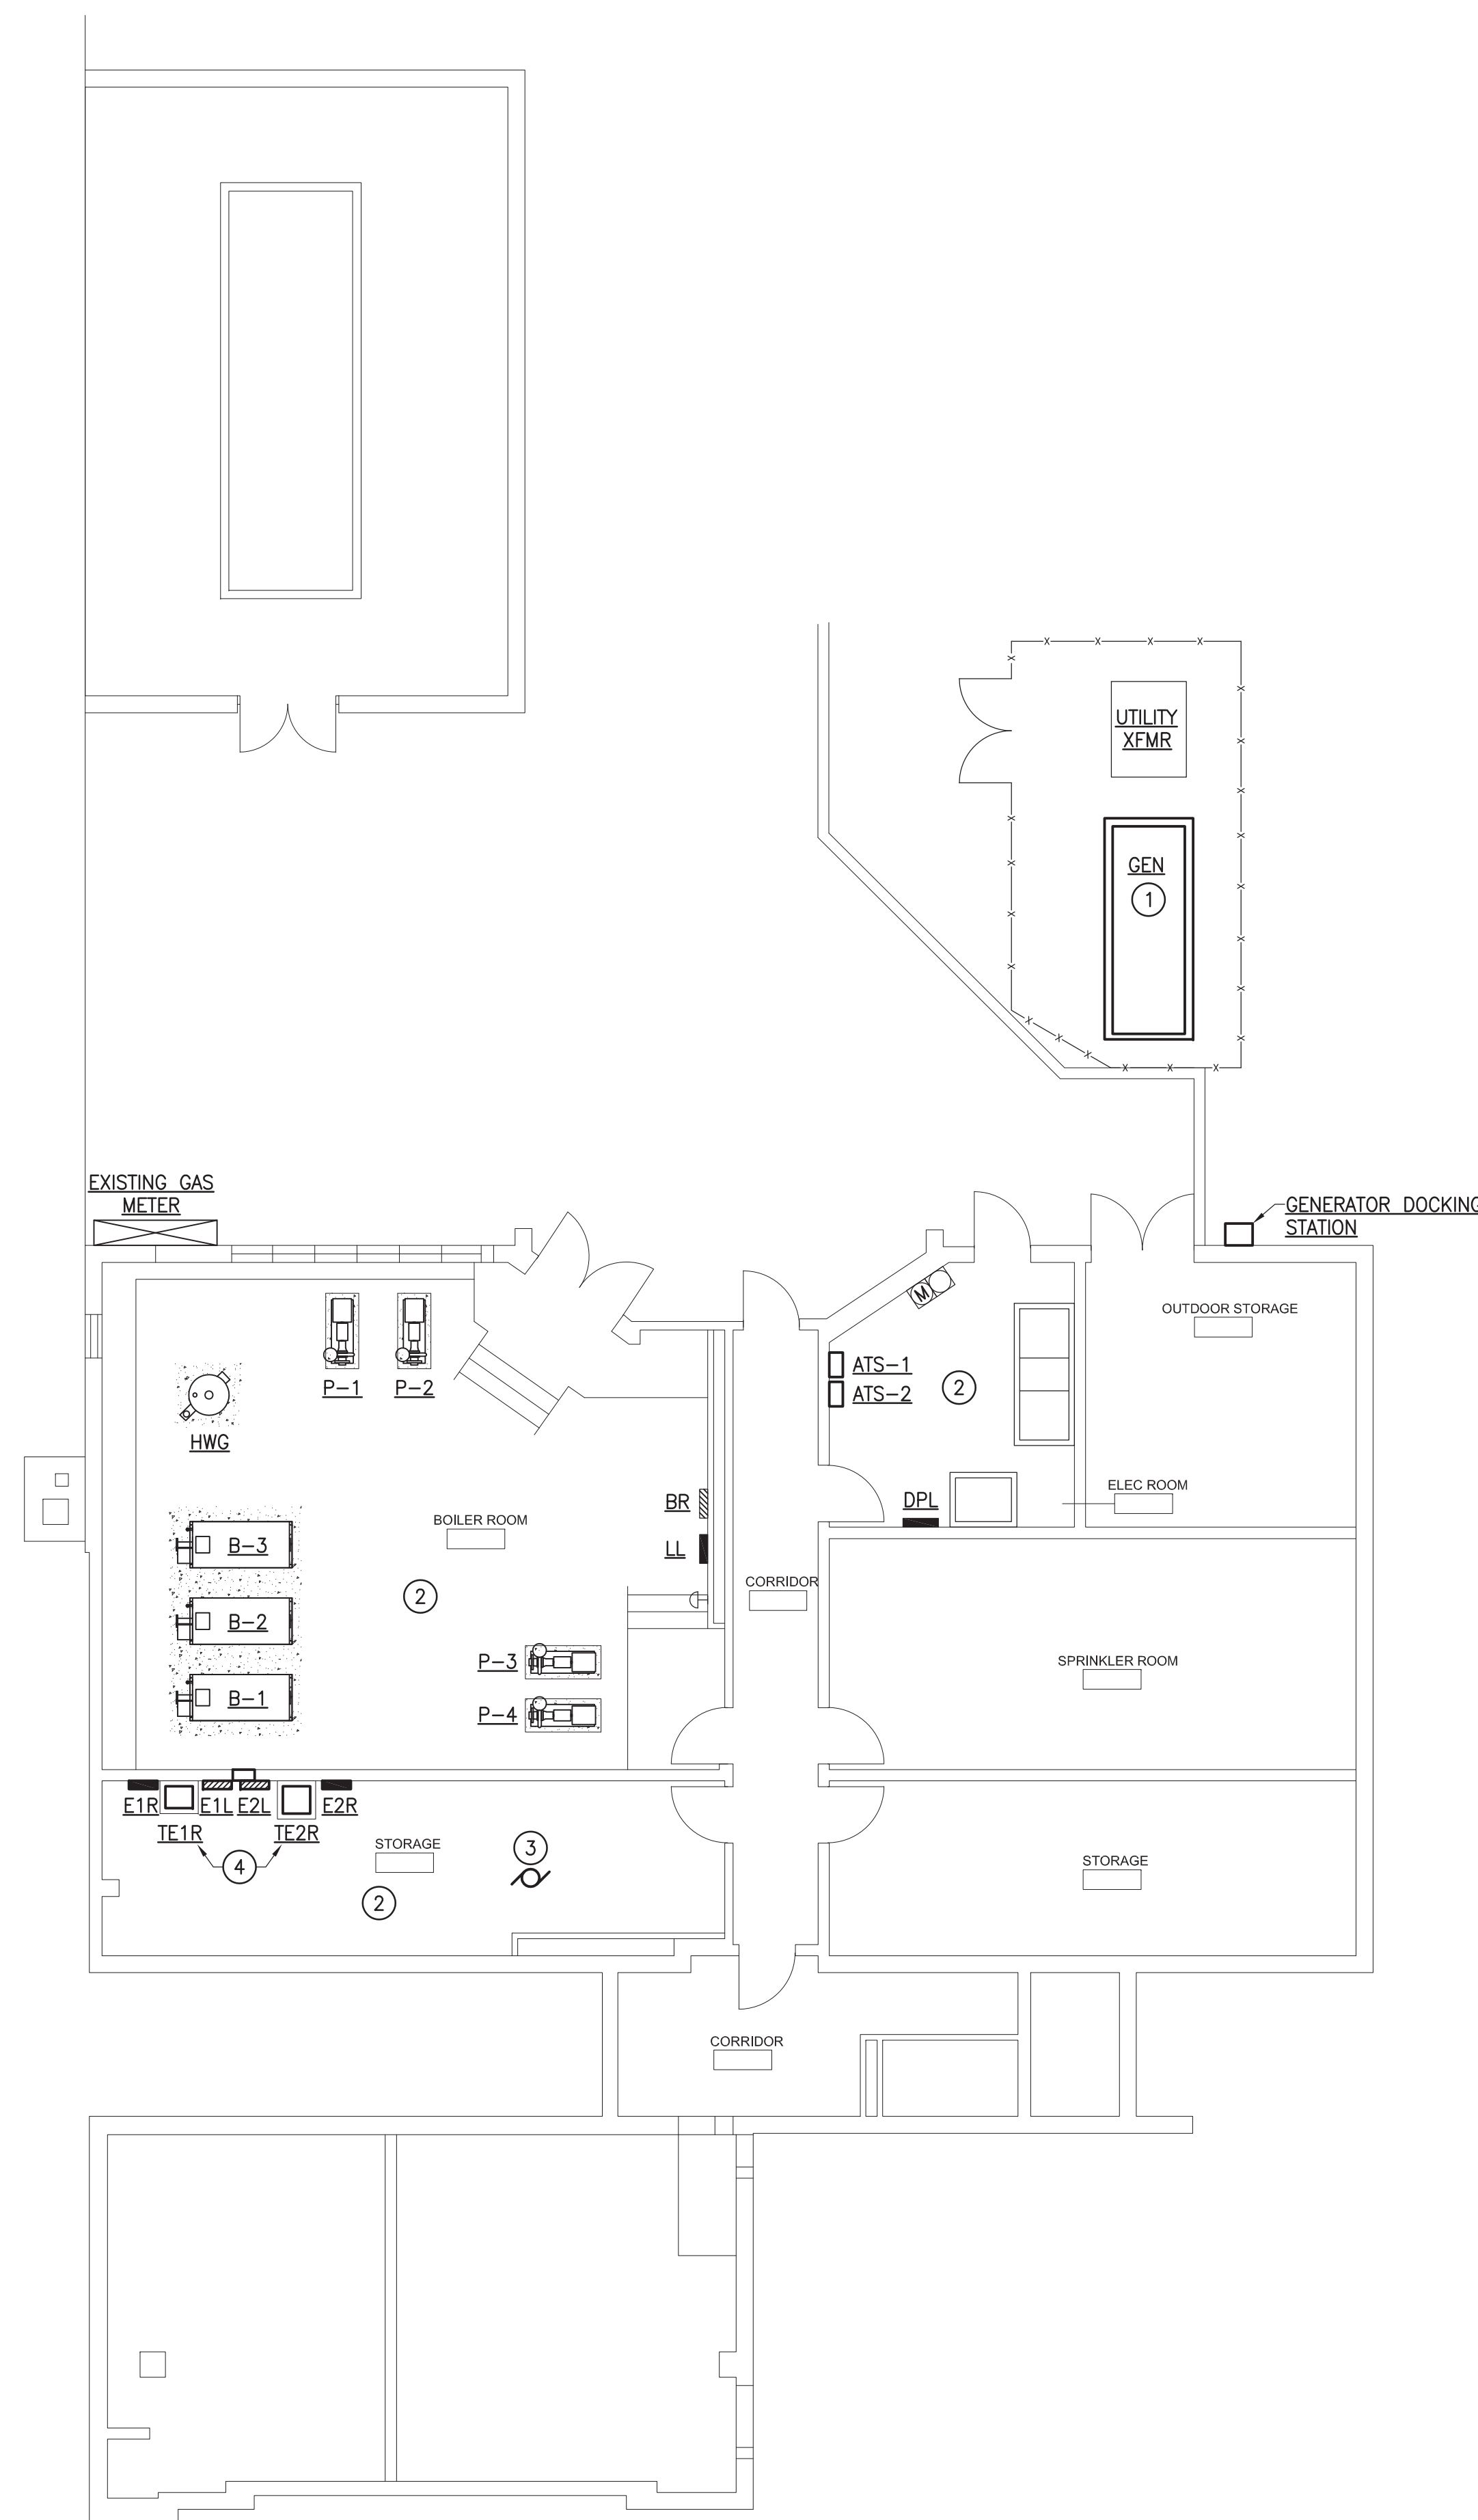 UTILITY
XFMR
GEN
1
EXISTING GAS
METER
GENERATOR DOCKING
STATION
M
OUTDOOR STORAGE
ATS-1
ATS-2
2
P-1
P-2
HWG
ELEC ROOM
DPL
BR
LL
BOILER ROOM
B-3
B-2
B-1
2
CORRIDOR
SPRINKLER ROOM
P-3
P-4
E1R
E1L
E2L
E2R
TE1R
TE2R
4
STORAGE
3
2
STORAGE
CORRIDOR